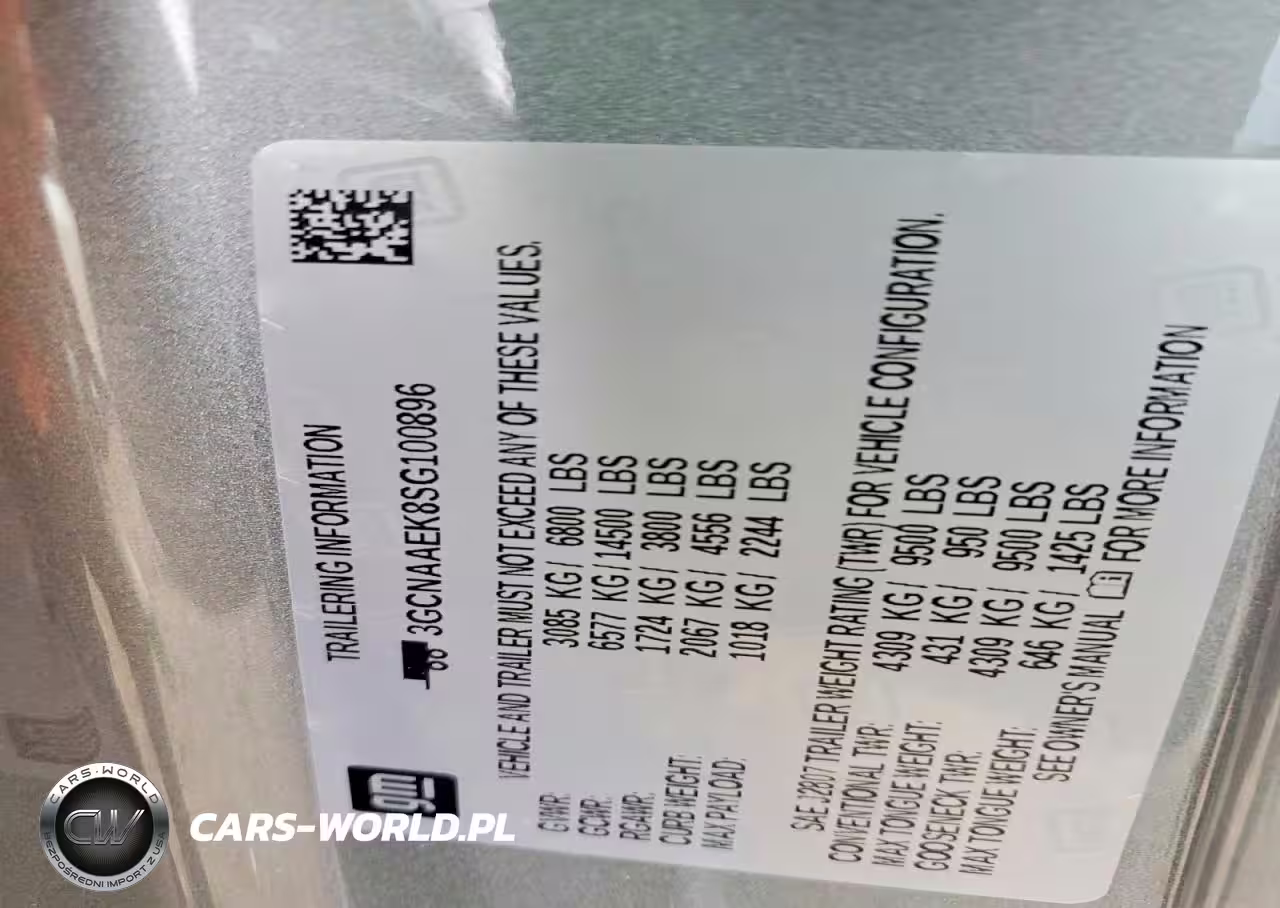 TRAILERING INFORMATION
3GCNAAEK8SG100896
gm
VEHICLE AND TRAILER MUST NOT EXCEED ANY OF THESE VALUES.
GVWR: 3085 KG/ 6800 LBS
GCWR: 6577 KG/14500 LBS
RGAWR: 1724 KG/ 3800 LBS
CURB WEIGHT: 2067 KG/ 4556 LBS
MAX PAYLOAD: 1018 KG/ 2244 LBS
SAE J2807 TRAILER WEIGHT RATING (TWR) FOR VEHICLE CONFIGURATION.
CONVENTIONAL TWR: 4309 KG/ 9500 LBS
MAX TONGUE WEIGHT: 431 KG/ 950 LBS
GOOSENECK TWR: 4309 KG/ 9500 LBS
MAX TONGUE WEIGHT: 646 KG/ 1425 LBS
SEE OWNER'S MANUAL FOR MORE INFORMATION
CARS-WORLD
CW
BEZPOŚREDNI IMPORT Z USA
CARS-WORLD.PL